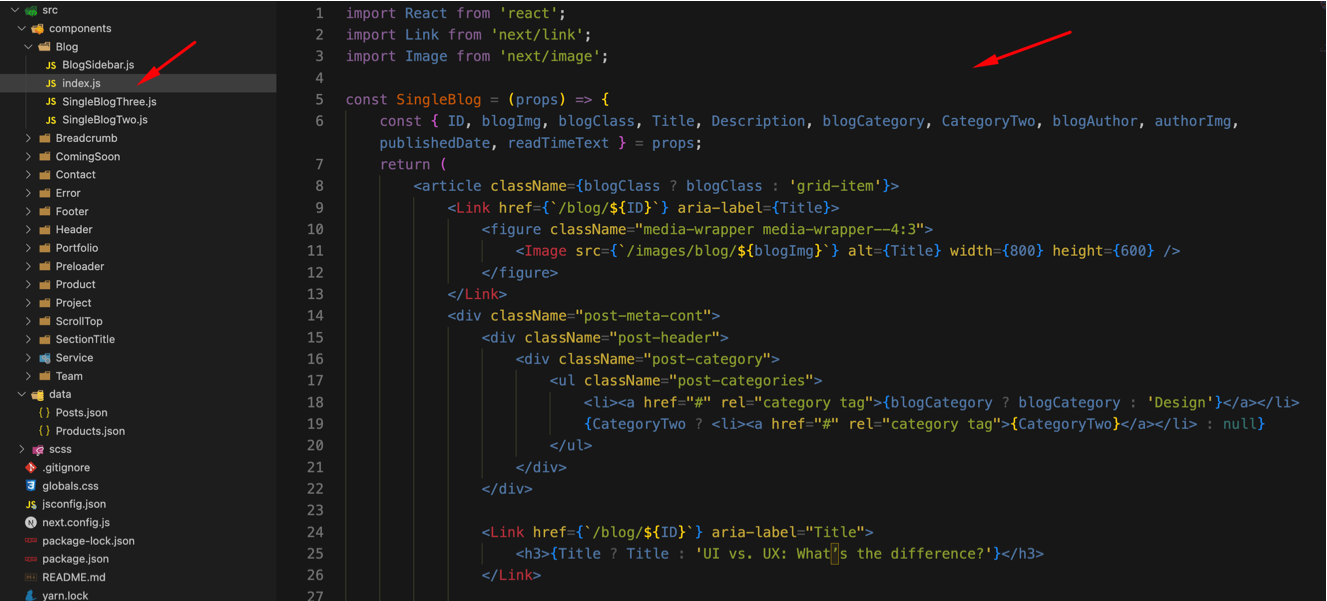 src
components
Blog
JS BlogSidebar.js
JS index.js
JS SingleBlogThree.js
JS SingleBlogTwo.js
Breadcrumb
ComingSoon
Contact
Error
Footer
Header
Portfolio
Preloader
Product
Project
ScrollTop
SectionTitle
Service
Team
data
{} Posts.json
{} Products.json
scss
.gitignore
globals.css
JS jsconfig.json
N next.config.js
package-lock.json
package.json
README.md
yarn.lock
1 import React from 'react';
2 import Link from 'next/link';
3 import Image from 'next/image';
4
5 const SingleBlog = (props) => {
6 const { ID, blogImg, blogClass, Title, Description, blogCategory, CategoryTwo, blogAuthor, authorImg,
publishedDate, readTimeText } = props;
7 return (
8 <article className={blogClass ? blogClass : 'grid-item'}>
9 <Link href={`/blog/${ID}`} aria-label={Title}>
10 <figure className="media-wrapper media-wrapper--4:3">
11 <Image src={`/images/blog/${blogImg}`} alt={Title} width={800} height={600} />
12 </figure>
13 </Link>
14 <div className="post-meta-cont">
15 <div className="post-header">
16 <div className="post-category">
17 <ul className="post-categories">
18 <li><a href="#" rel="category tag">{blogCategory ? blogCategory : 'Design'}</a></li>
19 {CategoryTwo ? <li><a href="#" rel="category tag">{CategoryTwo}</a></li> : null}
20 </ul>
21 </div>
22 </div>
23
24 <Link href={`/blog/${ID}`} aria-label="Title">
25 <h3>{Title ? Title : 'UI vs. UX: What’s the difference?'}</h3>
26 </Link>
27